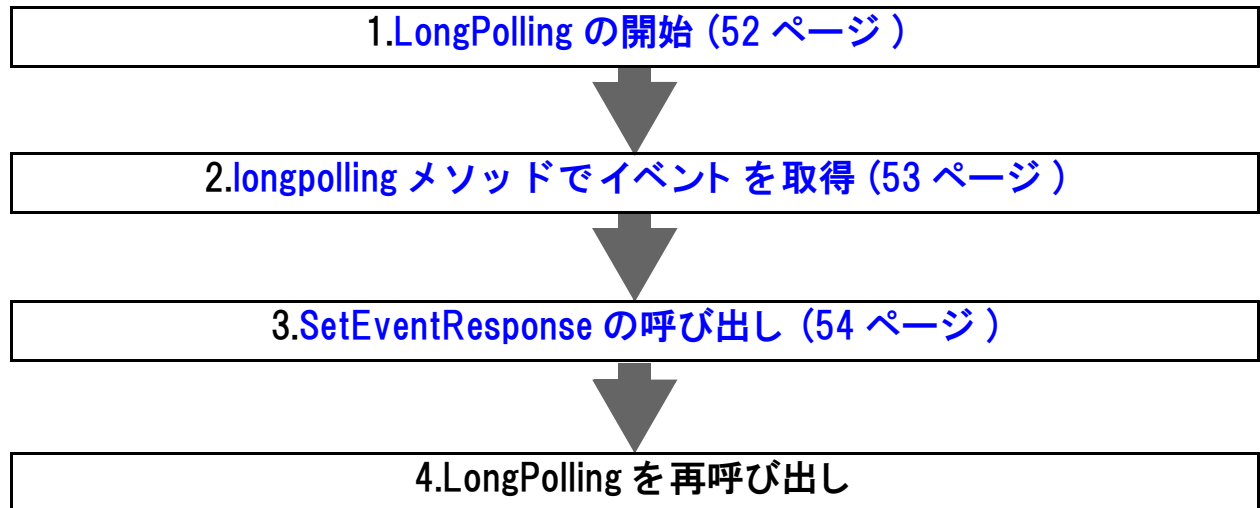 1.LongPolling の開始 (52 ページ )
2.longpolling メソッドでイベント を取得 (53 ページ )
3.SetEventResponse の呼び出し (54 ページ )
4.LongPolling を再呼び出し